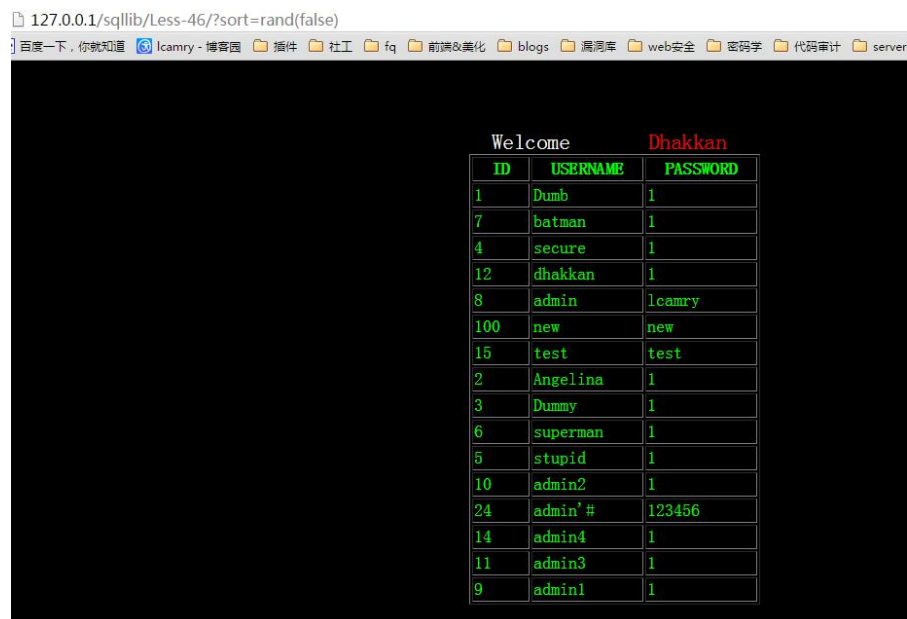 127.0.0.1/sqllib/Less-46/?sort=rand(false)
百度一下，你就知道 lcamry - 博客园 插件 社工 fq 前端&美化 blogs 漏洞库 web安全 密码学 代码审计 server
Welcome Dhakkan
ID USERNAME PASSWORD
1 Dumb 1
7 batman 1
4 secure 1
12 dhakkan 1
8 admin lcamry
100 new new
15 test test
2 Angelina 1
3 Dummy 1
6 superman 1
5 stupid 1
10 admin2 1
24 admin'# 123456
14 admin4 1
11 admin3 1
9 admin1 1